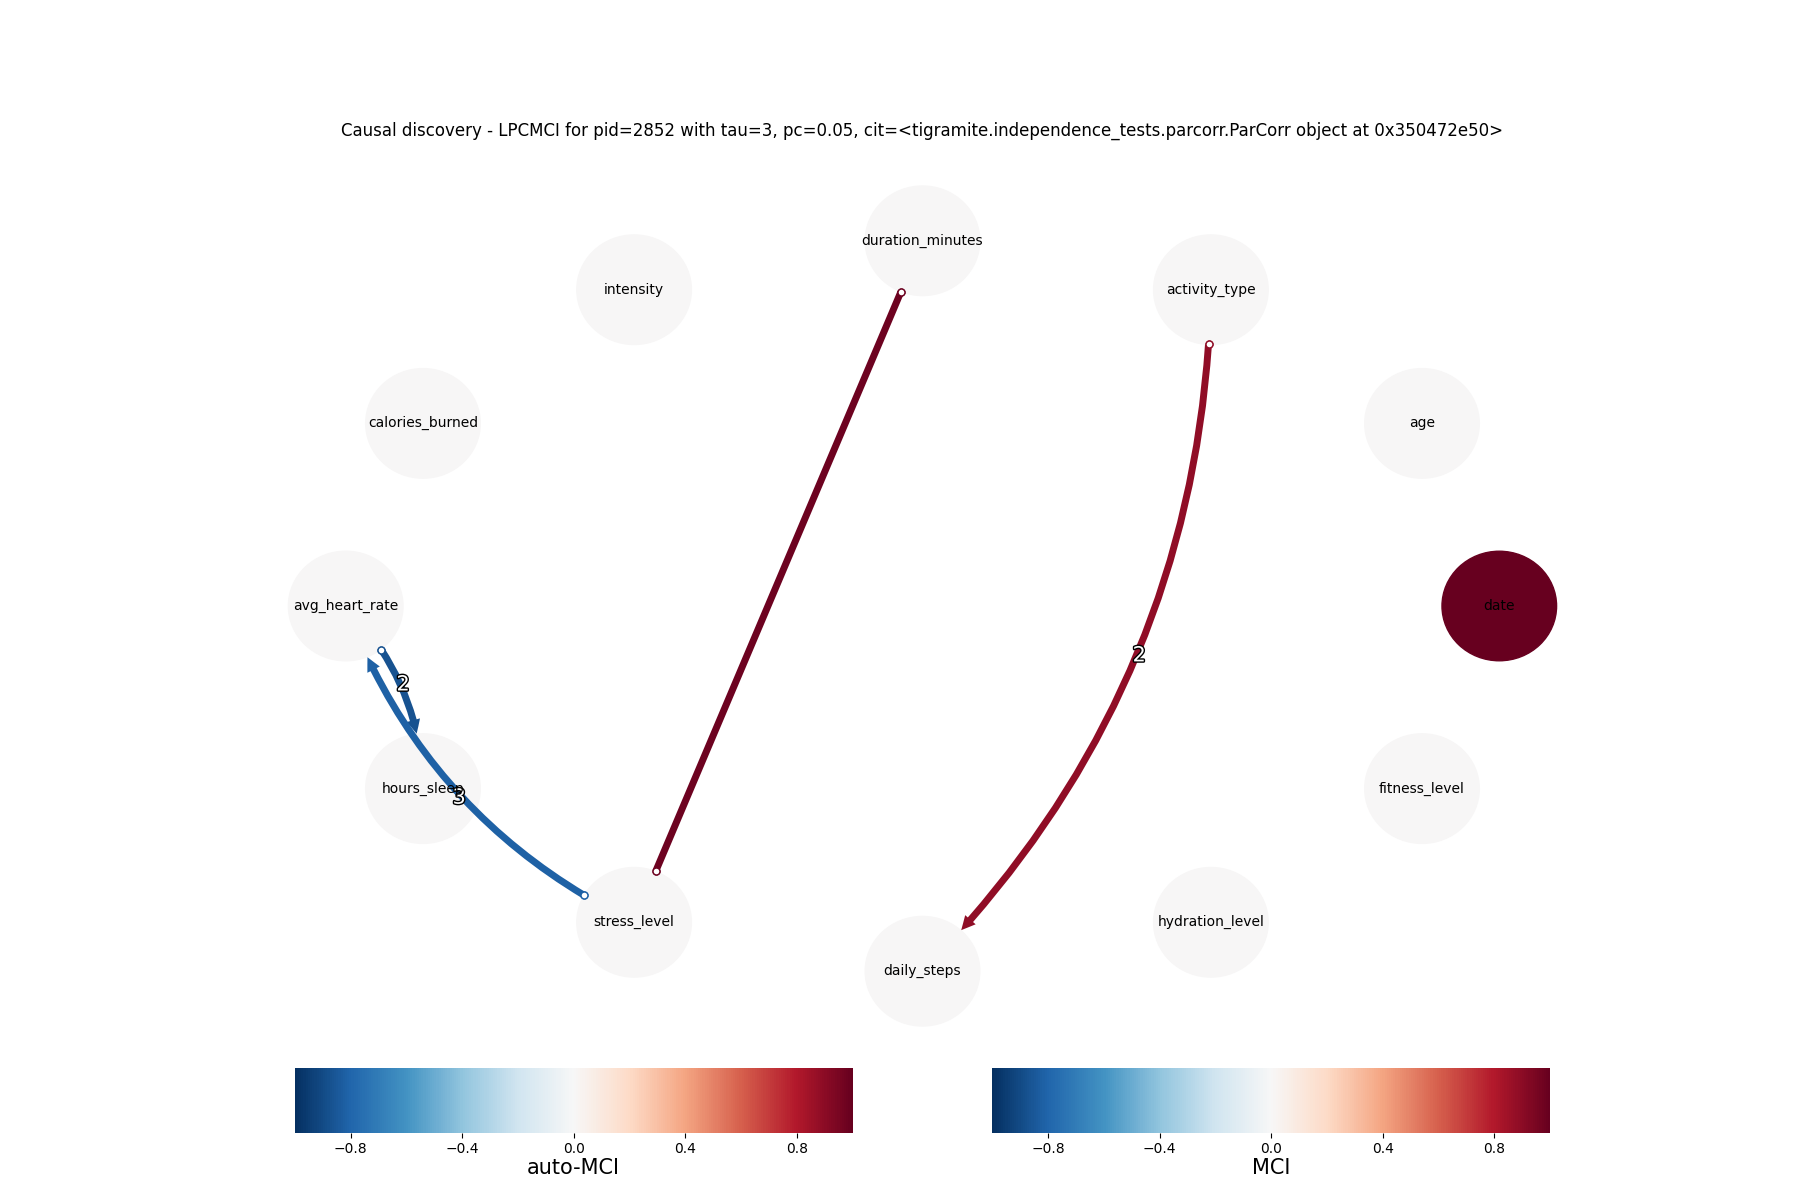 Causal discovery - LPCMCI for pid=2852 with tau=3, pc=0.05, cit=<tigramite.independence_tests.parcorr.ParCorr object at 0x350472e50>
duration_minutes
intensity
activity_type
calories_burned
age
avg_heart_rate
date
2
2
hours_sleep
3
fitness_level
stress_level
hydration_level
daily_steps
−0.8 −0.4 0.0 0.4 0.8
auto-MCI
−0.8 −0.4 0.0 0.4 0.8
MCI